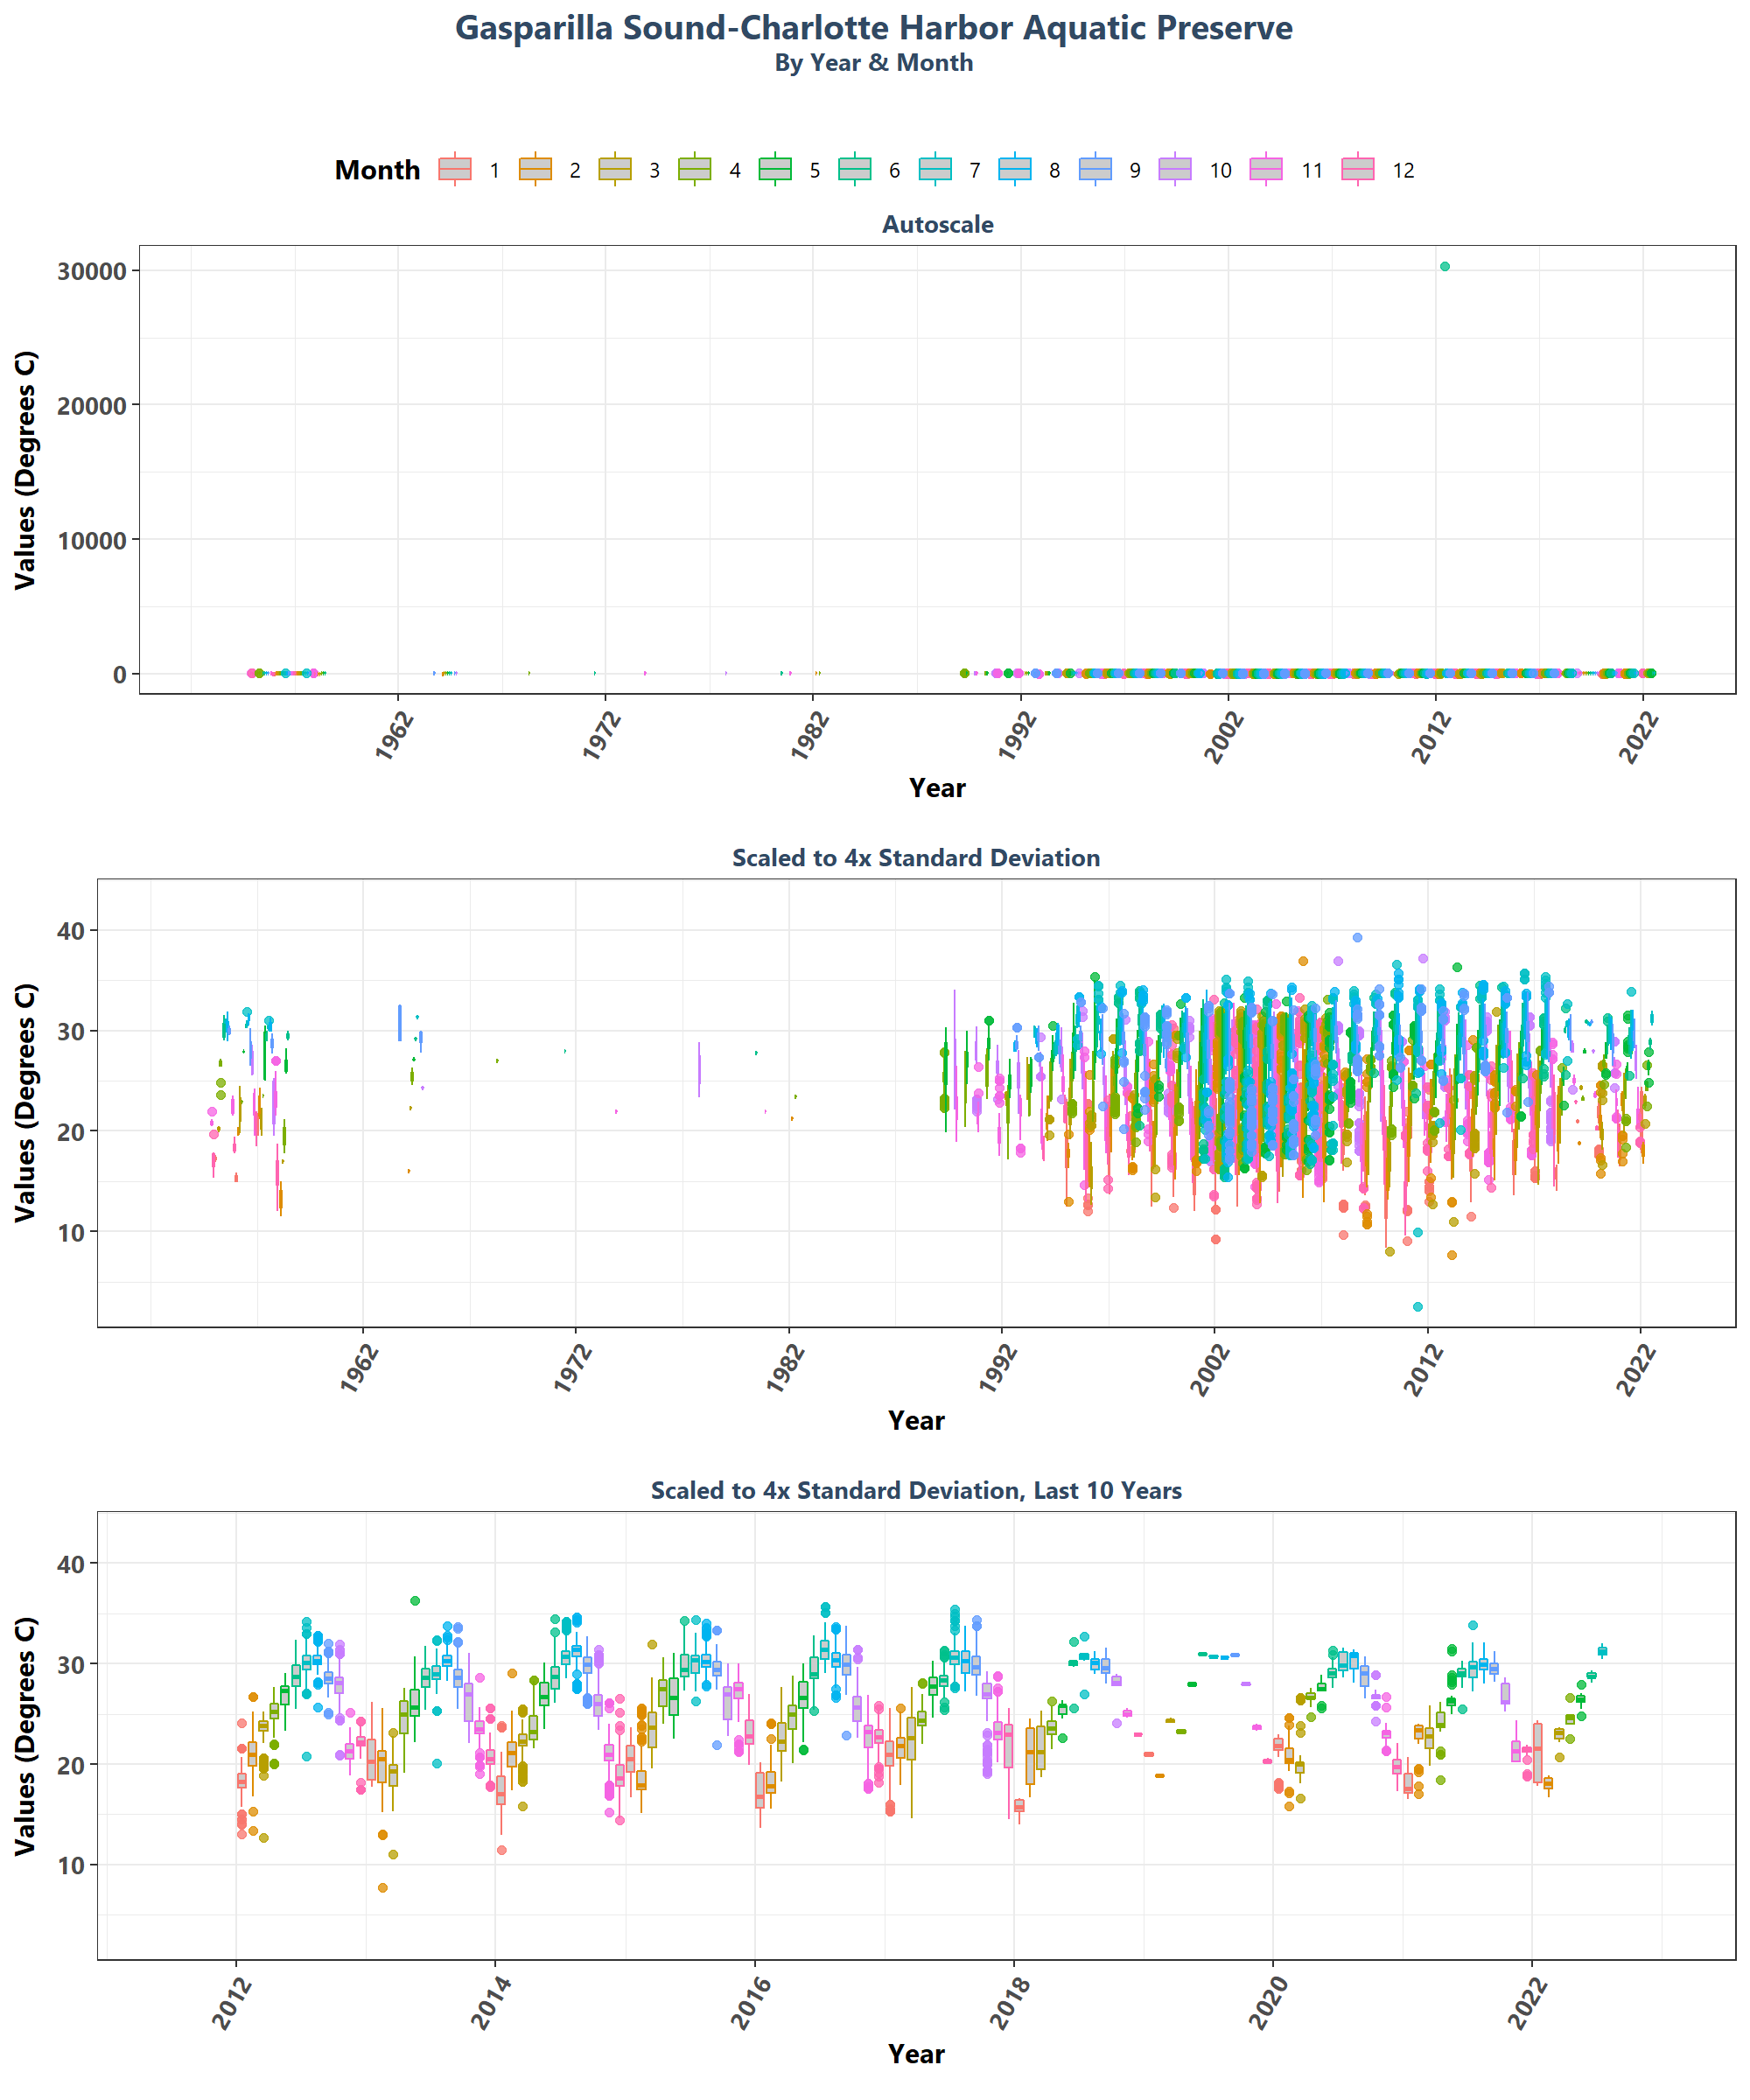 Gasparilla Sound-Charlotte Harbor Aquatic Preserve
By Year & Month
Month 1 2 3 4 5 6 7 8 9 10 11 12
Autoscale
Values (Degrees C)
30000
20000
10000
0
1962 1972 1982 1992 2002 2012 2022
Year
Scaled to 4x Standard Deviation
Values (Degrees C)
40
30
20
10
1962 1972 1982 1992 2002 2012 2022
Year
Scaled to 4x Standard Deviation, Last 10 Years
Values (Degrees C)
40
30
20
10
2012 2014 2016 2018 2020 2022
Year